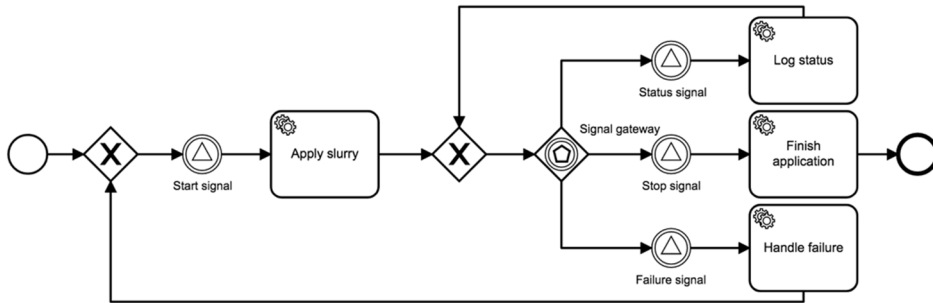 Log status
Status signal
Signal gateway
Apply slurry
Start signal
Finish
application
Stop signal
Handle failure
Failure signal